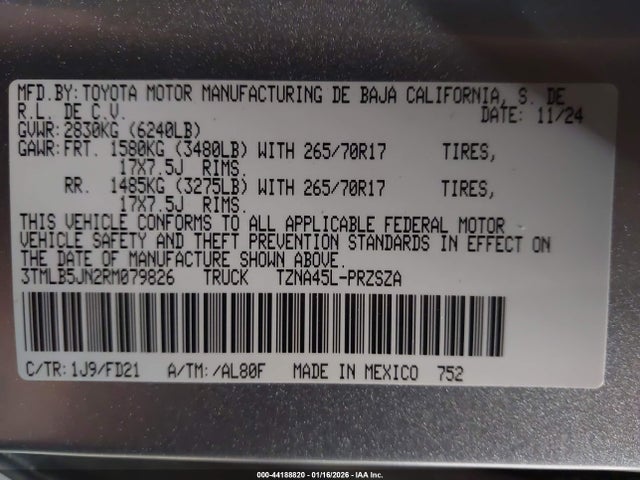 MFD.BY: TOYOTA MOTOR MANUFACTURING DE BAJA CALIFORNIA, S. DE
R.L. DE C.V. DATE: 11/24
GVWR: 2830KG (6240LB)
GAWR: FRT. 1580KG (3480LB) WITH 265/70R17 TIRES,
17X7.5J RIMS.
RR. 1485KG (3275LB) WITH 265/70R17 TIRES,
17X7.5J RIMS.
THIS VEHICLE CONFORMS TO ALL APPLICABLE FEDERAL MOTOR
VEHICLE SAFETY AND THEFT PREVENTION STANDARDS IN EFFECT ON
THE DATE OF MANUFACTURE SHOWN ABOVE.
3TMLB5JN2RM079826 TRUCK TZNA45L-PRZSZA
C/TR: 1J9/FD21 A/TM: /AL80F MADE IN MEXICO 752
000-44188820 - 01/16/2026 - IAA Inc.